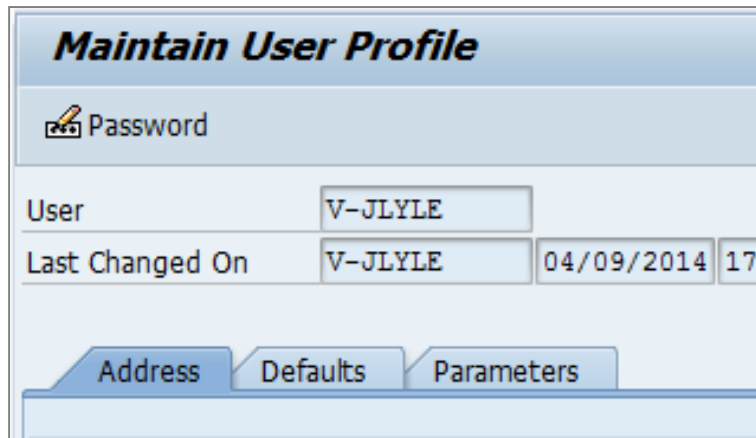 Maintain User Profile
Password
User V-JLYLE
Last Changed On V-JLYLE 04/09/2014 17
Address Defaults Parameters